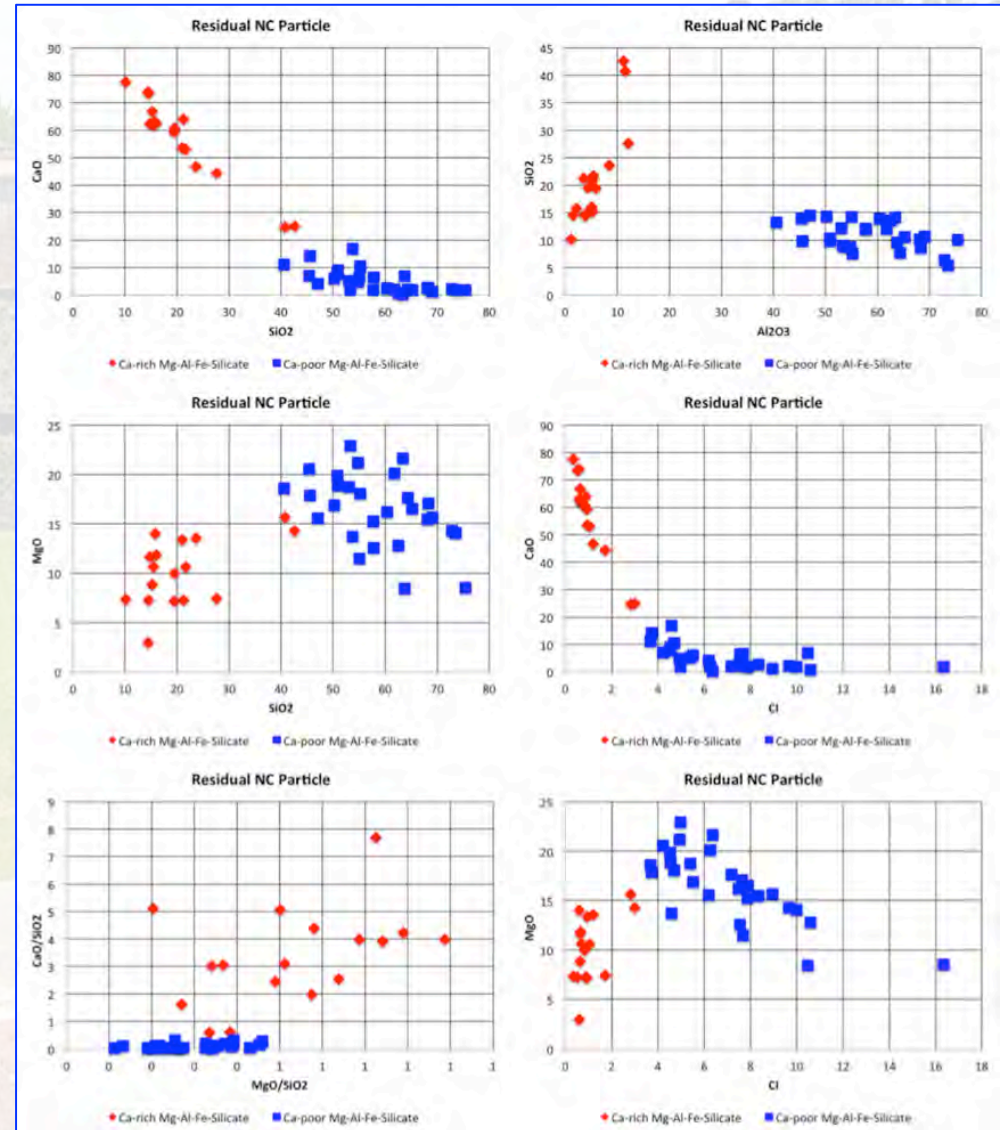 Residual NC Particle
90
80
70
60
50
40
30
20
10
0
CaO
0 10 20 30 40 50 60 70 80
SiO2
Ca-rich Mg-Al-Fe-Silicate Ca-poor Mg-Al-Fe-Silicate
Residual NC Particle
45
40
35
30
25
20
15
10
5
0
SiO2
0 10 20 30 40 50 60 70 80
Al2O3
Ca-rich Mg-Al-Fe-Silicate Ca-poor Mg-Al-Fe-Silicate
Residual NC Particle
25
20
15
10
5
0
MgO
0 10 20 30 40 50 60 70 80
SiO2
Ca-rich Mg-Al-Fe-Silicate Ca-poor Mg-Al-Fe-Silicate
Residual NC Particle
90
80
70
60
50
40
30
20
10
0
CaO
0 2 4 6 8 10 12 14 16 18
Cl
Ca-rich Mg-Al-Fe-Silicate Ca-poor Mg-Al-Fe-Silicate
Residual NC Particle
9
8
7
6
5
4
3
2
1
0
CaO/SiO2
0 0 0 0 0 1 1 1 1 1 1
MgO/SiO2
Ca-rich Mg-Al-Fe-Silicate Ca-poor Mg-Al-Fe-Silicate
Residual NC Particle
25
20
15
10
5
0
MgO
0 2 4 6 8 10 12 14 16 18
Cl
Ca-rich Mg-Al-Fe-Silicate Ca-poor Mg-Al-Fe-Silicate